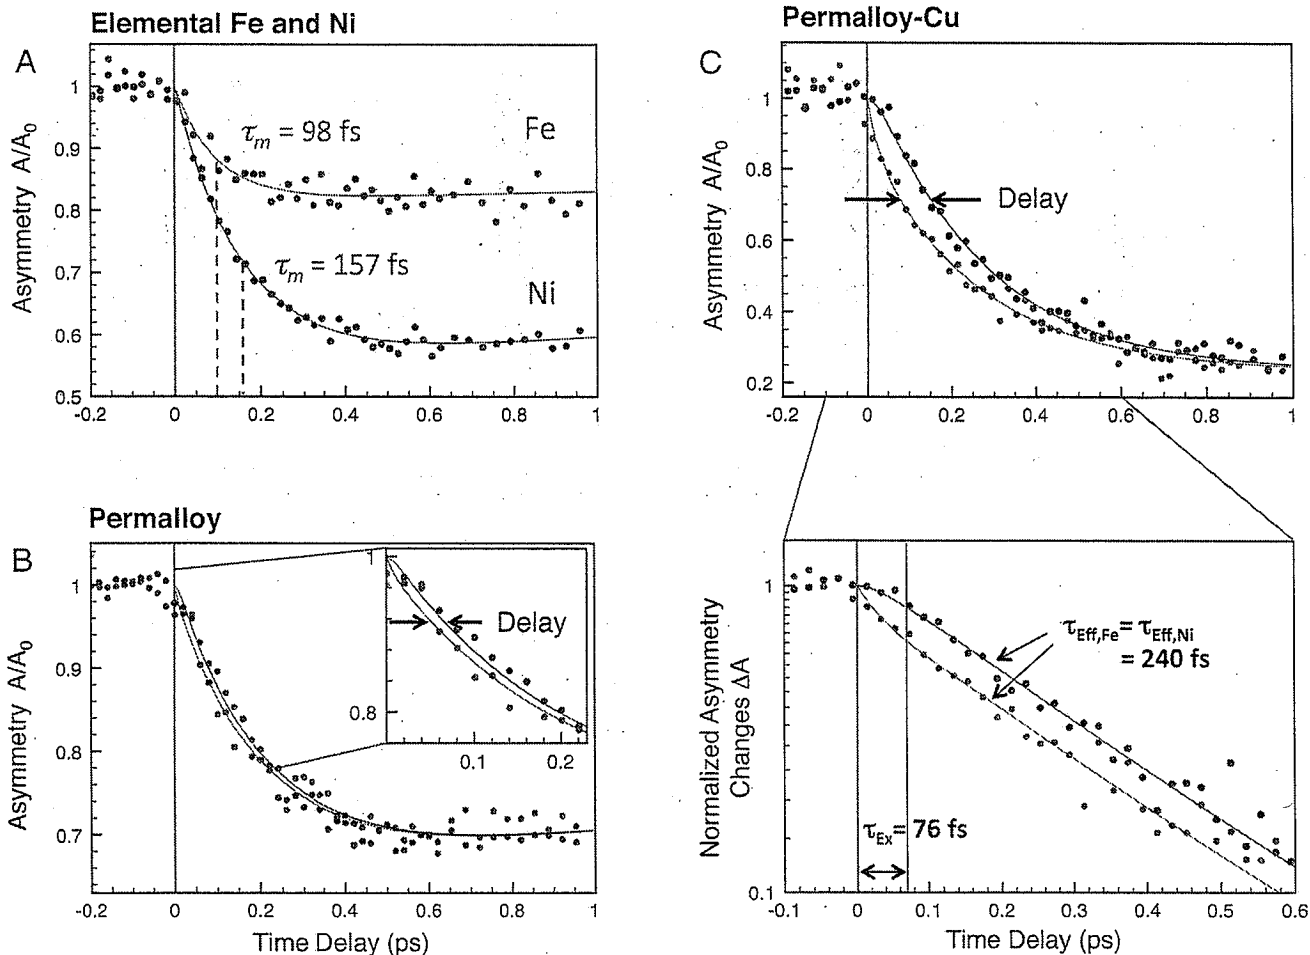 Elemental Fe and Ni
A
Asymmetry A/A₀
1
0.9
0.8
0.7
0.6
0.5
τₘ = 98 fs
Fe
τₘ = 157 fs
Ni
-0.2 0 0.2 0.4 0.6 0.8 1
Permalloy
B
Asymmetry A/A₀
1
0.9
0.8
0.7
1
0.8
Delay
0.1 0.2
-0.2 0 0.2 0.4 0.6 0.8 1
Time Delay (ps)
Permalloy-Cu
C
Asymmetry A/A₀
1
0.8
0.6
0.4
0.2
Delay
-0.2 0 0.2 0.4 0.6 0.8 1
Normalized Asymmetry
Changes ΔA
1
0.1
τEff,Fe = τEff,Ni
= 240 fs
τEx = 76 fs
-0.1 0 0.1 0.2 0.3 0.4 0.5 0.6
Time Delay (ps)